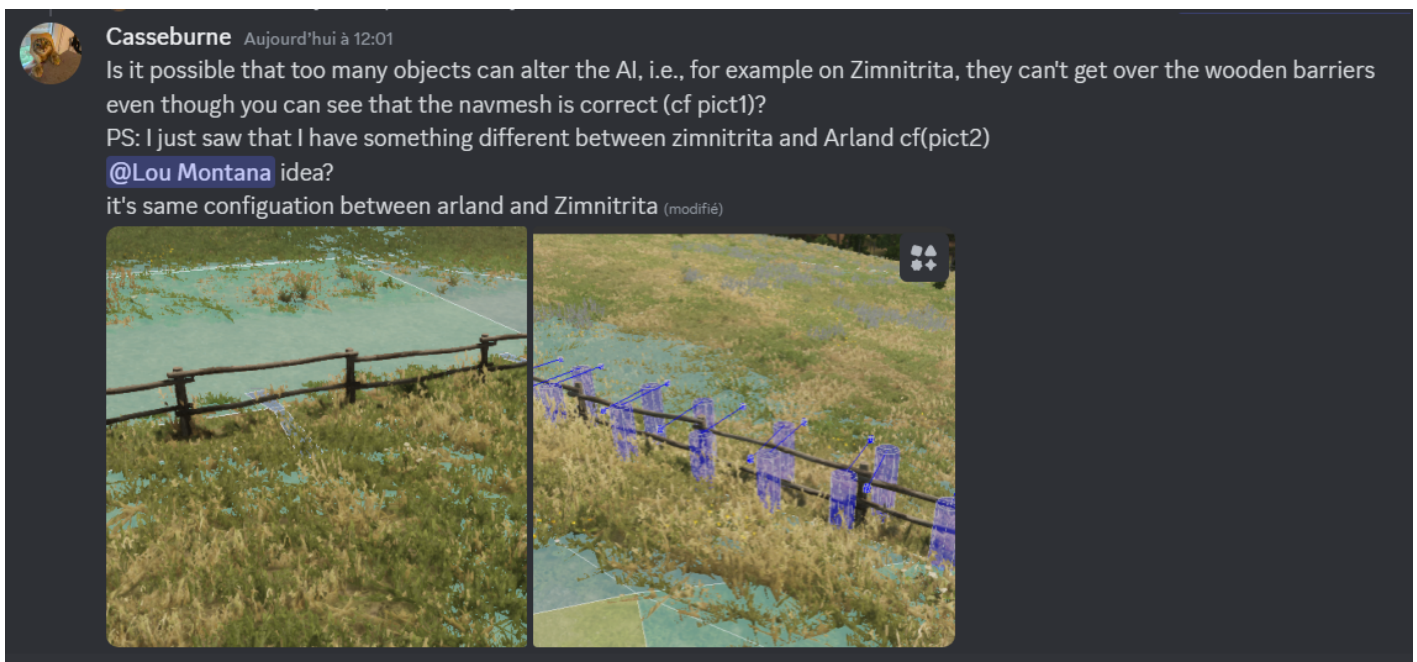 Casseburne Aujourd'hui à 12:01
Is it possible that too many objects can alter the AI, i.e., for example on Zimnitrita, they can't get over the wooden barriers
even though you can see that the navmesh is correct (cf pict1)?
PS: I just saw that I have something different between zimnitrita and Arland cf(pict2)
@Lou Montana idea?
it's same configuation between arland and Zimnitrita (modifié)